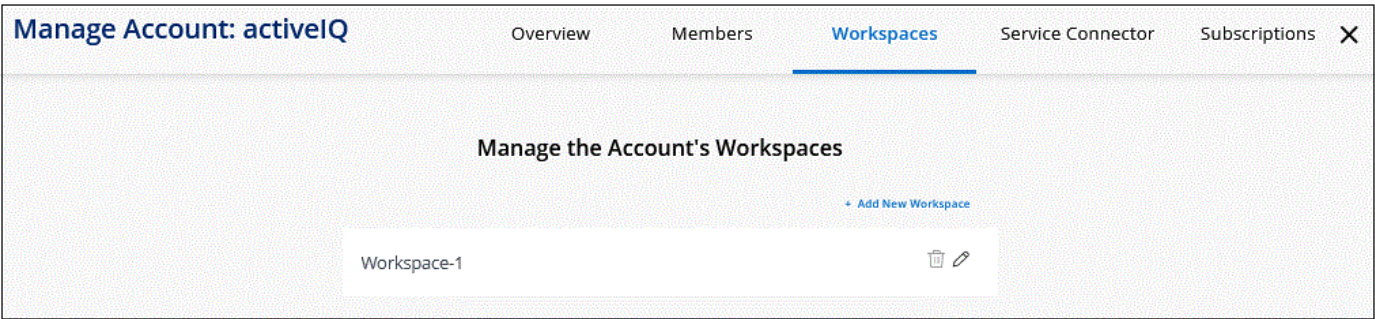 Manage Account: activeIQ
Overview Members Workspaces Service Connector Subscriptions
Manage the Account's Workspaces
+ Add New Workspace
Workspace-1